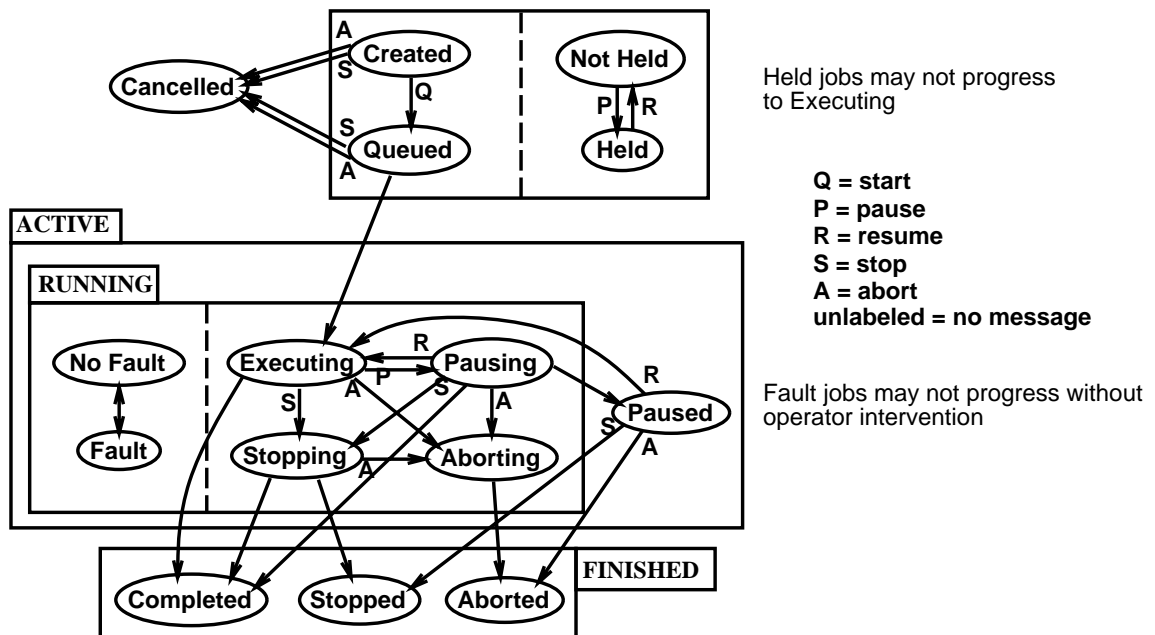 A
Created
S
Cancelled
Q
S
Queued
A
Not Held
P
R
Held
Held jobs may not progress
to Executing
Q = start
P = pause
R = resume
S = stop
A = abort
unlabeled = no message
ACTIVE
RUNNING
No Fault
Fault
Executing
R
Pausing
P
S
A
S
A
R
Paused
S
A
Stopping
A
Aborting
Fault jobs may not progress without
operator intervention
FINISHED
Completed
Stopped
Aborted